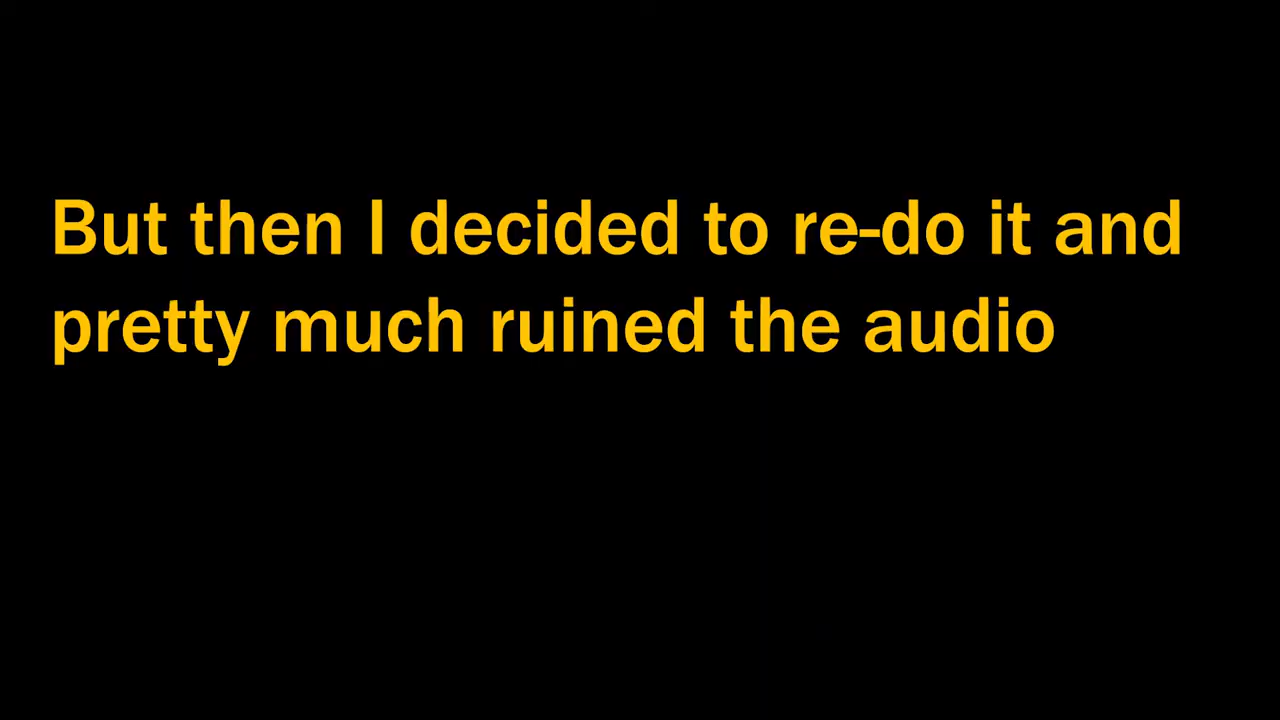 But then I decided to re-do it and
pretty much ruined the audio